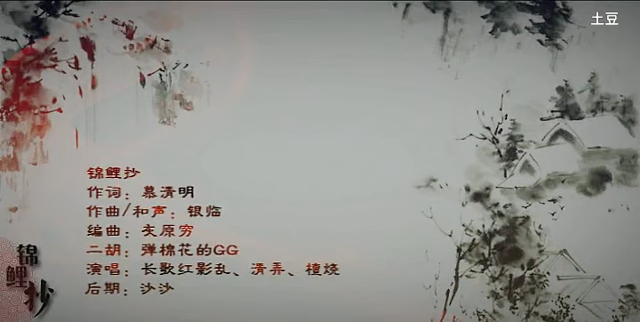 土豆
锦鲤抄
作词：慕清明
作曲/和声：银临
编曲：灰原穷
二胡：弹棉花的GG
演唱：长歌红影乱、清弄、檀烧
后期：沙沙
锦鲤抄